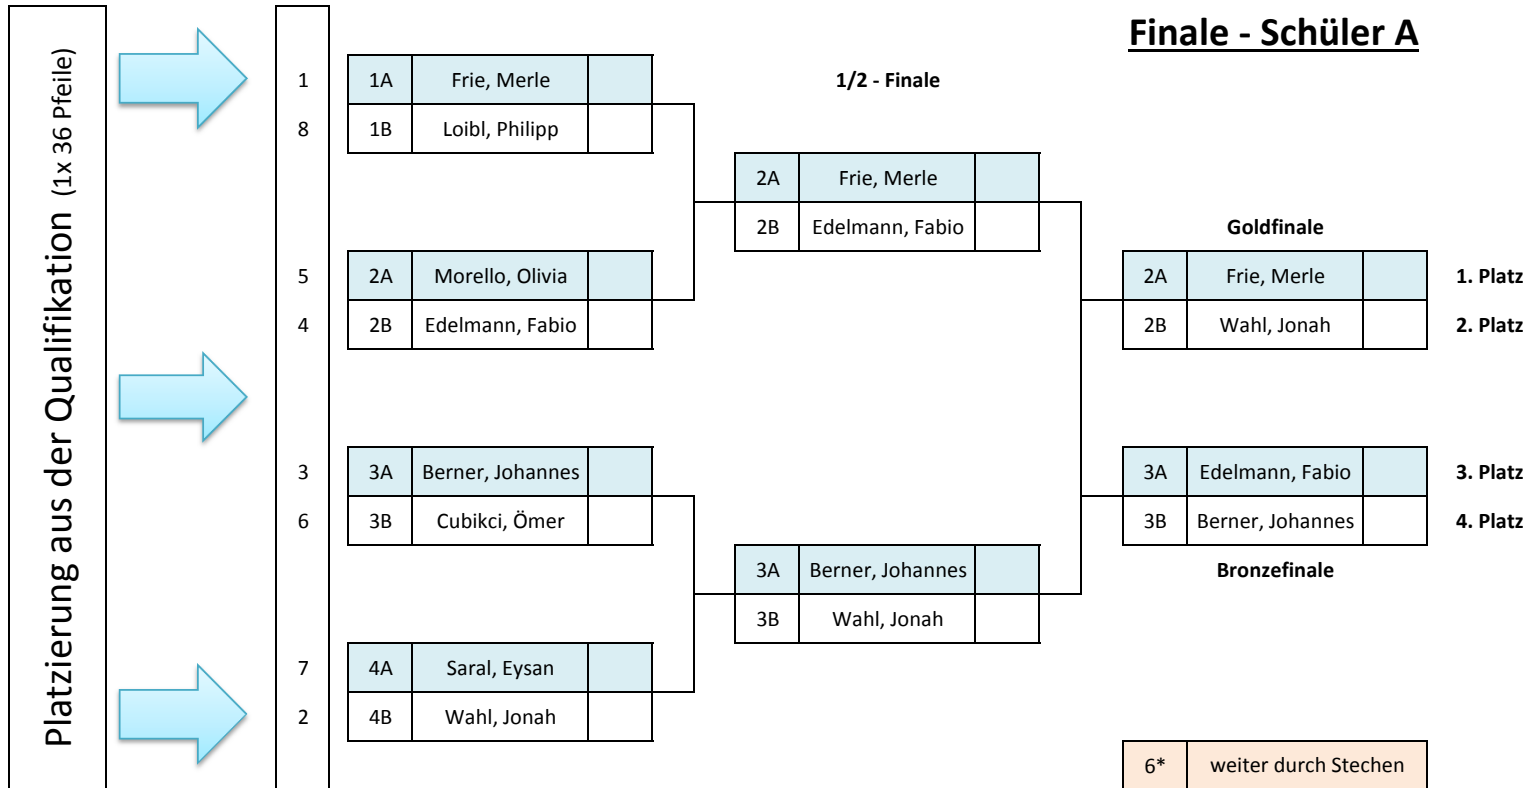 Finale - Schüler A
Platzierung aus der Qualifikation (1x 36 Pfeile)
1 1A Frie, Merle
8 1B Loibl, Philipp
5 2A Morello, Olivia
4 2B Edelmann, Fabio
3 3A Berner, Johannes
6 3B Cubikci, Ömer
7 4A Saral, Eysan
2 4B Wahl, Jonah
1/2 - Finale
2A Frie, Merle
2B Edelmann, Fabio
3A Berner, Johannes
3B Wahl, Jonah
Goldfinale
2A Frie, Merle 1. Platz
2B Wahl, Jonah 2. Platz
3A Edelmann, Fabio 3. Platz
3B Berner, Johannes 4. Platz
Bronzefinale
6* weiter durch Stechen